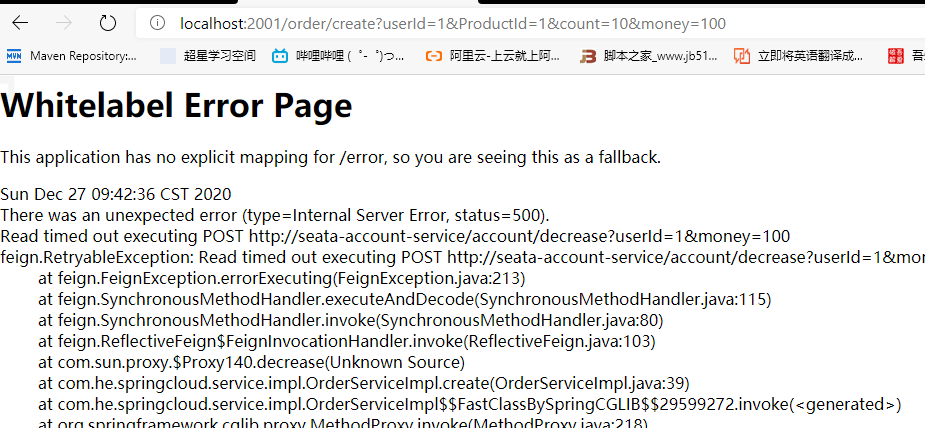 localhost:2001/order/create?userId=1&ProductId=1&count=10&money=100
Maven Repository:... 超星学习空间 哔哩哔哩 ( ゜- ゜)つ... 阿里云-上云就上阿... 脚本之家_www.jb51... 立即将英语翻译成... 吾
Whitelabel Error Page
This application has no explicit mapping for /error, so you are seeing this as a fallback.
Sun Dec 27 09:42:36 CST 2020
There was an unexpected error (type=Internal Server Error, status=500).
Read timed out executing POST http://seata-account-service/account/decrease?userId=1&money=100
feign.RetryableException: Read timed out executing POST http://seata-account-service/account/decrease?userId=1&mo
at feign.FeignException.errorExecuting(FeignException.java:213)
at feign.SynchronousMethodHandler.executeAndDecode(SynchronousMethodHandler.java:115)
at feign.SynchronousMethodHandler.invoke(SynchronousMethodHandler.java:80)
at feign.ReflectiveFeign$FeignInvocationHandler.invoke(ReflectiveFeign.java:103)
at com.sun.proxy.$Proxy140.decrease(Unknown Source)
at com.he.springcloud.service.impl.OrderServiceImpl.create(OrderServiceImpl.java:39)
at com.he.springcloud.service.impl.OrderServiceImpl$$FastClassBySpringCGLIB$$29599272.invoke(<generated>)
at org.springframework.cglib.proxy.MethodProxy.invoke(MethodProxy.java:218)